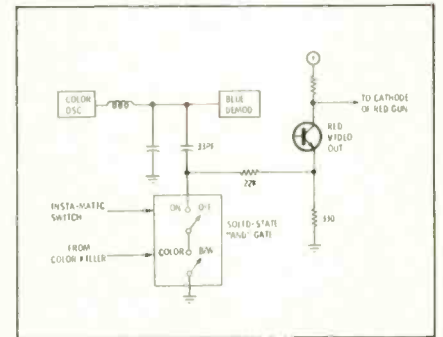 COLOR
OSC
BLUE
DEMOD
TO CATHODE
OF RED GUN
RED
VIDEO
OUT
33PF
22K
330
INSTA-MATIC
SWITCH
ON
OFF
SOLID-STATE
"AND" GATE
FROM
COLOR KILLER
COLOR
B/W